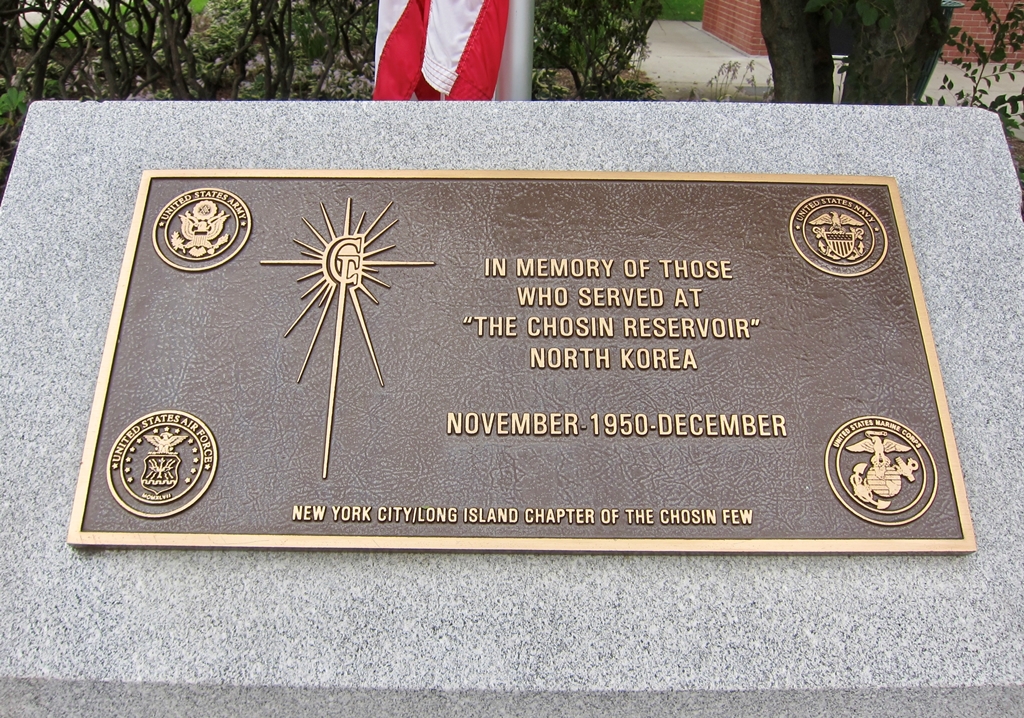 UNITED STATES ARMY
UNITED STATES NAVY
CF
IN MEMORY OF THOSE
WHO SERVED AT
"THE CHOSIN RESERVOIR"
NORTH KOREA
NOVEMBER-1950-DECEMBER
UNITED STATES AIR FORCE
MCMXLVII
UNITED STATES MARINE CORPS
NEW YORK CITY/LONG ISLAND CHAPTER OF THE CHOSIN FEW